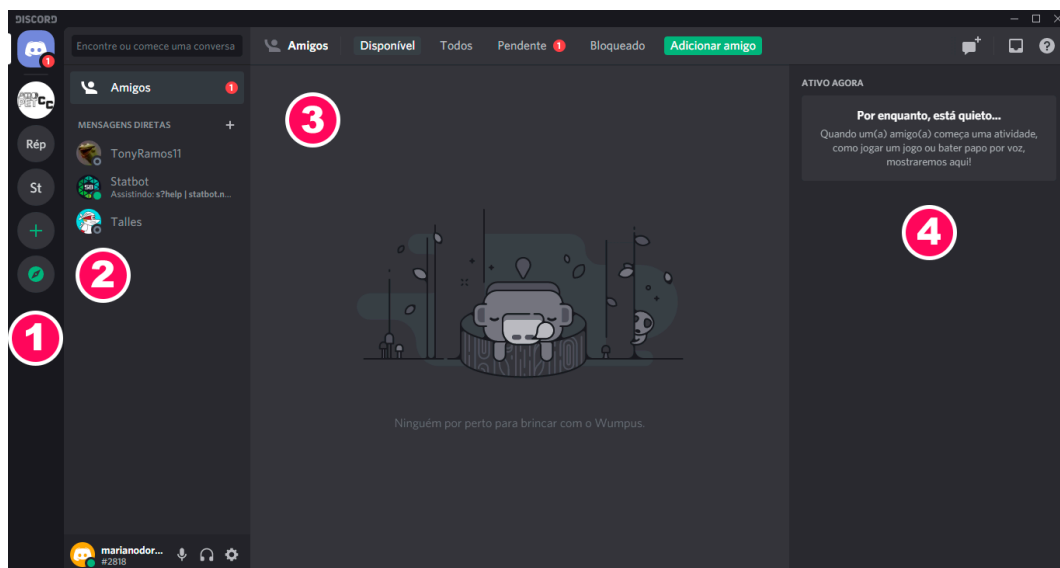 DISCORD
1
Encontre ou comece uma conversa
Amigos
Disponível
Todos
Pendente 1
Bloqueado
Adicionar amigo
Amigos 1
MENSAGENS DIRETAS +
TonyRamos11
Statbot
Assistindo: s?help | statbot.n...
Talles
Rép
St
1
2
3
4
ATIVO AGORA
Por enquanto, está quieto...
Quando um(a) amigo(a) começa uma atividade,
como jogar um jogo ou bater papo por voz,
mostraremos aqui!
Ninguém por perto para brincar com o Wumpus.
marianodor...
#2818